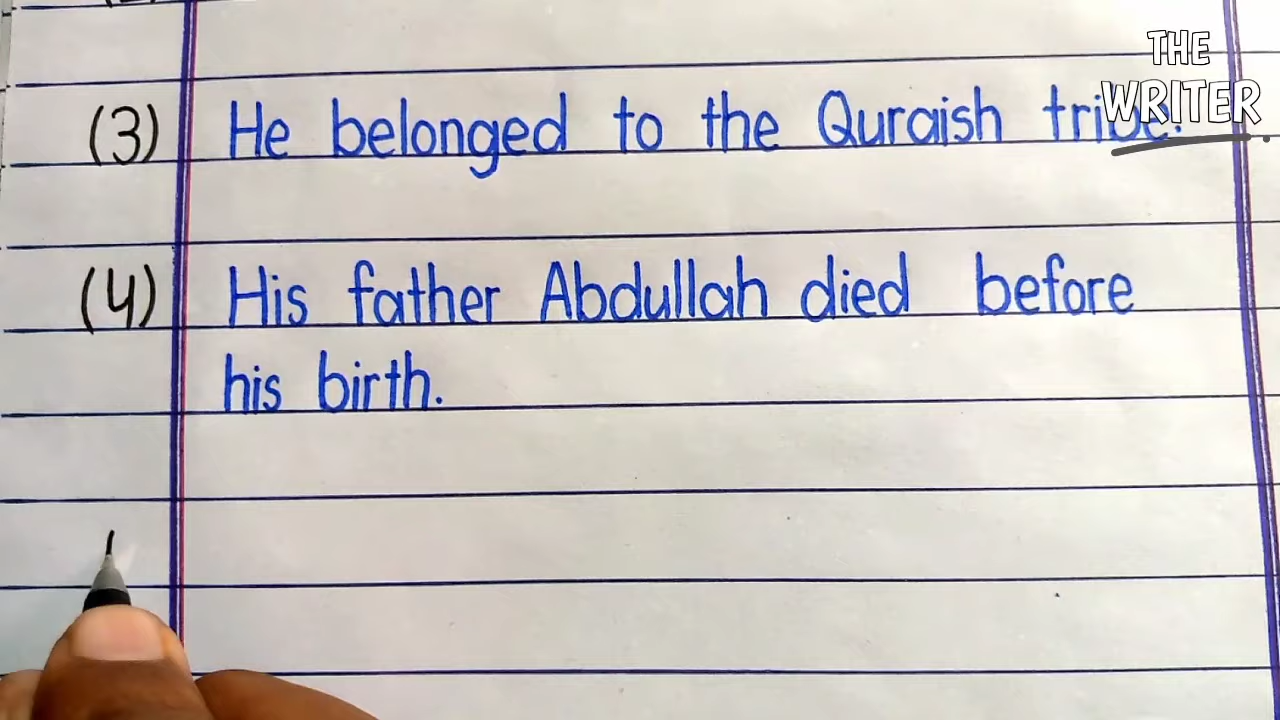 THE
WRITER
(3) He belonged to the Quraish tribe.
(4) His father Abdullah died before
his birth.